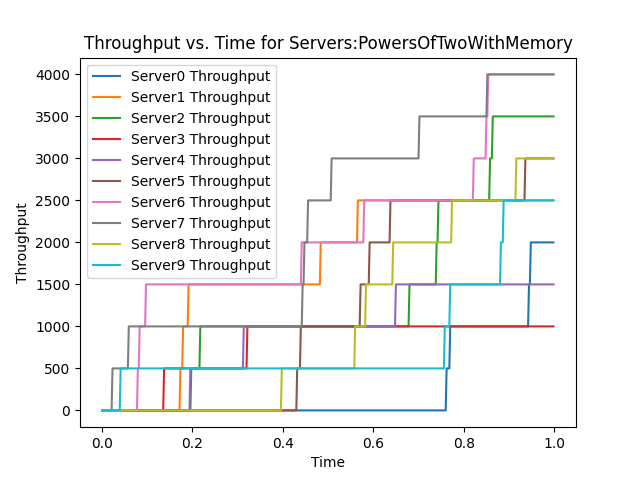 Throughput vs. Time for Servers:PowersOfTwoWithMemory
Throughput
4000
3500
3000
2500
2000
1500
1000
500
0
Server0 Throughput
Server1 Throughput
Server2 Throughput
Server3 Throughput
Server4 Throughput
Server5 Throughput
Server6 Throughput
Server7 Throughput
Server8 Throughput
Server9 Throughput
0.0 0.2 0.4 0.6 0.8 1.0
Time